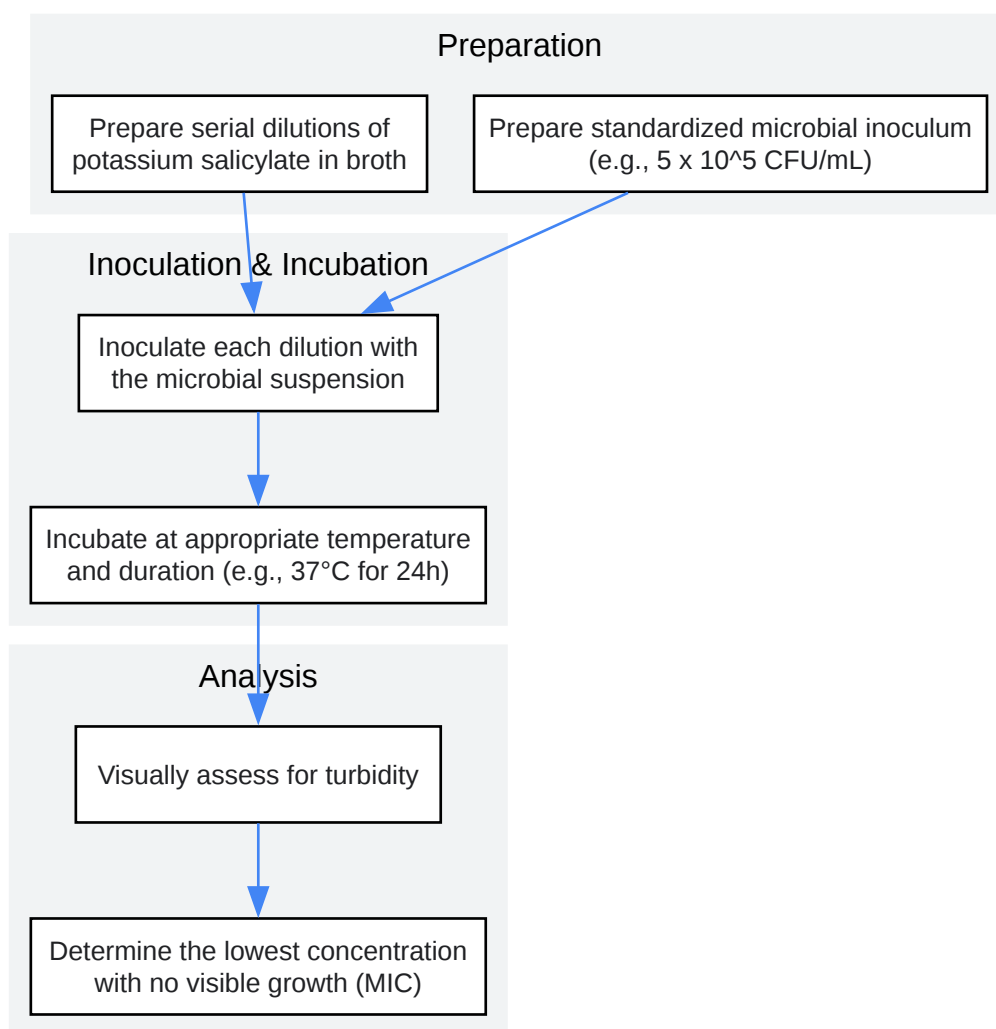 Preparation
Prepare serial dilutions of
potassium salicylate in broth
Prepare standardized microbial inoculum
(e.g., 5 x 10^5 CFU/mL)
Inoculation & Incubation
Inoculate each dilution with
the microbial suspension
Incubate at appropriate temperature
and duration (e.g., 37°C for 24h)
Analysis
Visually assess for turbidity
Determine the lowest concentration
with no visible growth (MIC)